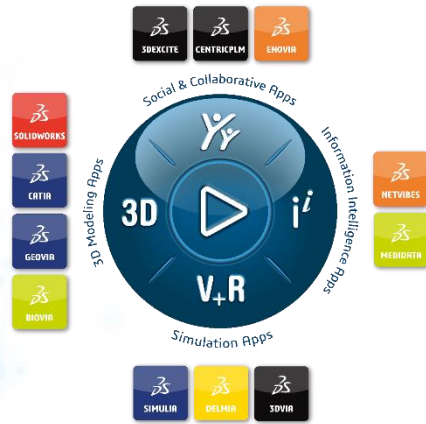 3DEXCITE
CENTRICPLM
ENOVIA
Social & Collaborative Apps
SOLIDWORKS
CATIA
GEOVIA
BIOVIA
3D Modeling Apps
3D
i i
V+R
Information Intelligence Apps
NETVIBES
MEDIDATA
Simulation Apps
SIMULIA
DELMIA
3DVIA